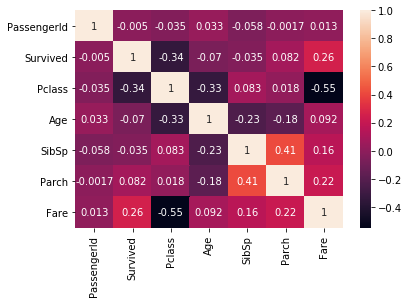 PassengerId 1 -0.005 -0.035 0.033 -0.058 -0.0017 0.013
Survived -0.005 1 -0.34 -0.07 -0.035 0.082 0.26
Pclass -0.035 -0.34 1 -0.33 0.083 0.018 -0.55
Age 0.033 -0.07 -0.33 1 -0.23 -0.18 0.092
SibSp -0.058 -0.035 0.083 -0.23 1 0.41 0.16
Parch -0.0017 0.082 0.018 -0.18 0.41 1 0.22
Fare 0.013 0.26 -0.55 0.092 0.16 0.22 1
PassengerId Survived Pclass Age SibSp Parch Fare
1.0
0.8
0.6
0.4
0.2
0.0
−0.2
−0.4